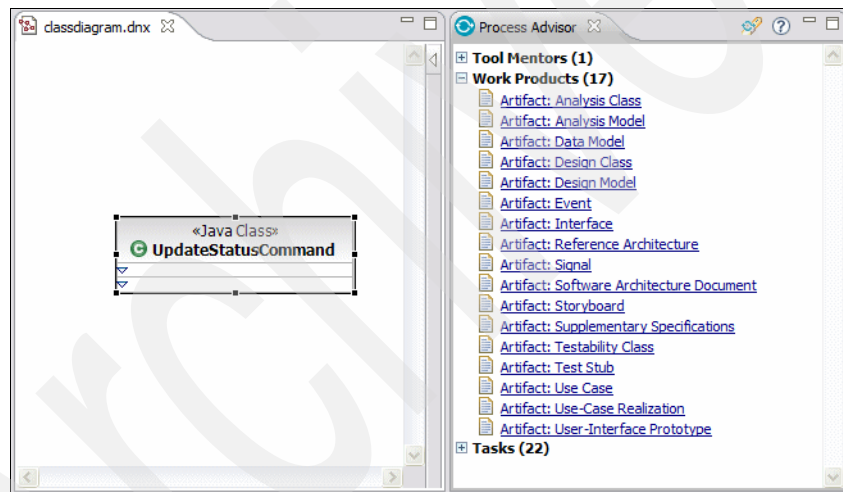 classdiagram.dnx
«Java Class»
UpdateStatusCommand
Process Advisor
Tool Mentors (1)
Work Products (17)
Artifact: Analysis Class
Artifact: Analysis Model
Artifact: Data Model
Artifact: Design Class
Artifact: Design Model
Artifact: Event
Artifact: Interface
Artifact: Reference Architecture
Artifact: Signal
Artifact: Software Architecture Document
Artifact: Storyboard
Artifact: Supplementary Specifications
Artifact: Testability Class
Artifact: Test Stub
Artifact: Use Case
Artifact: Use-Case Realization
Artifact: User-Interface Prototype
Tasks (22)